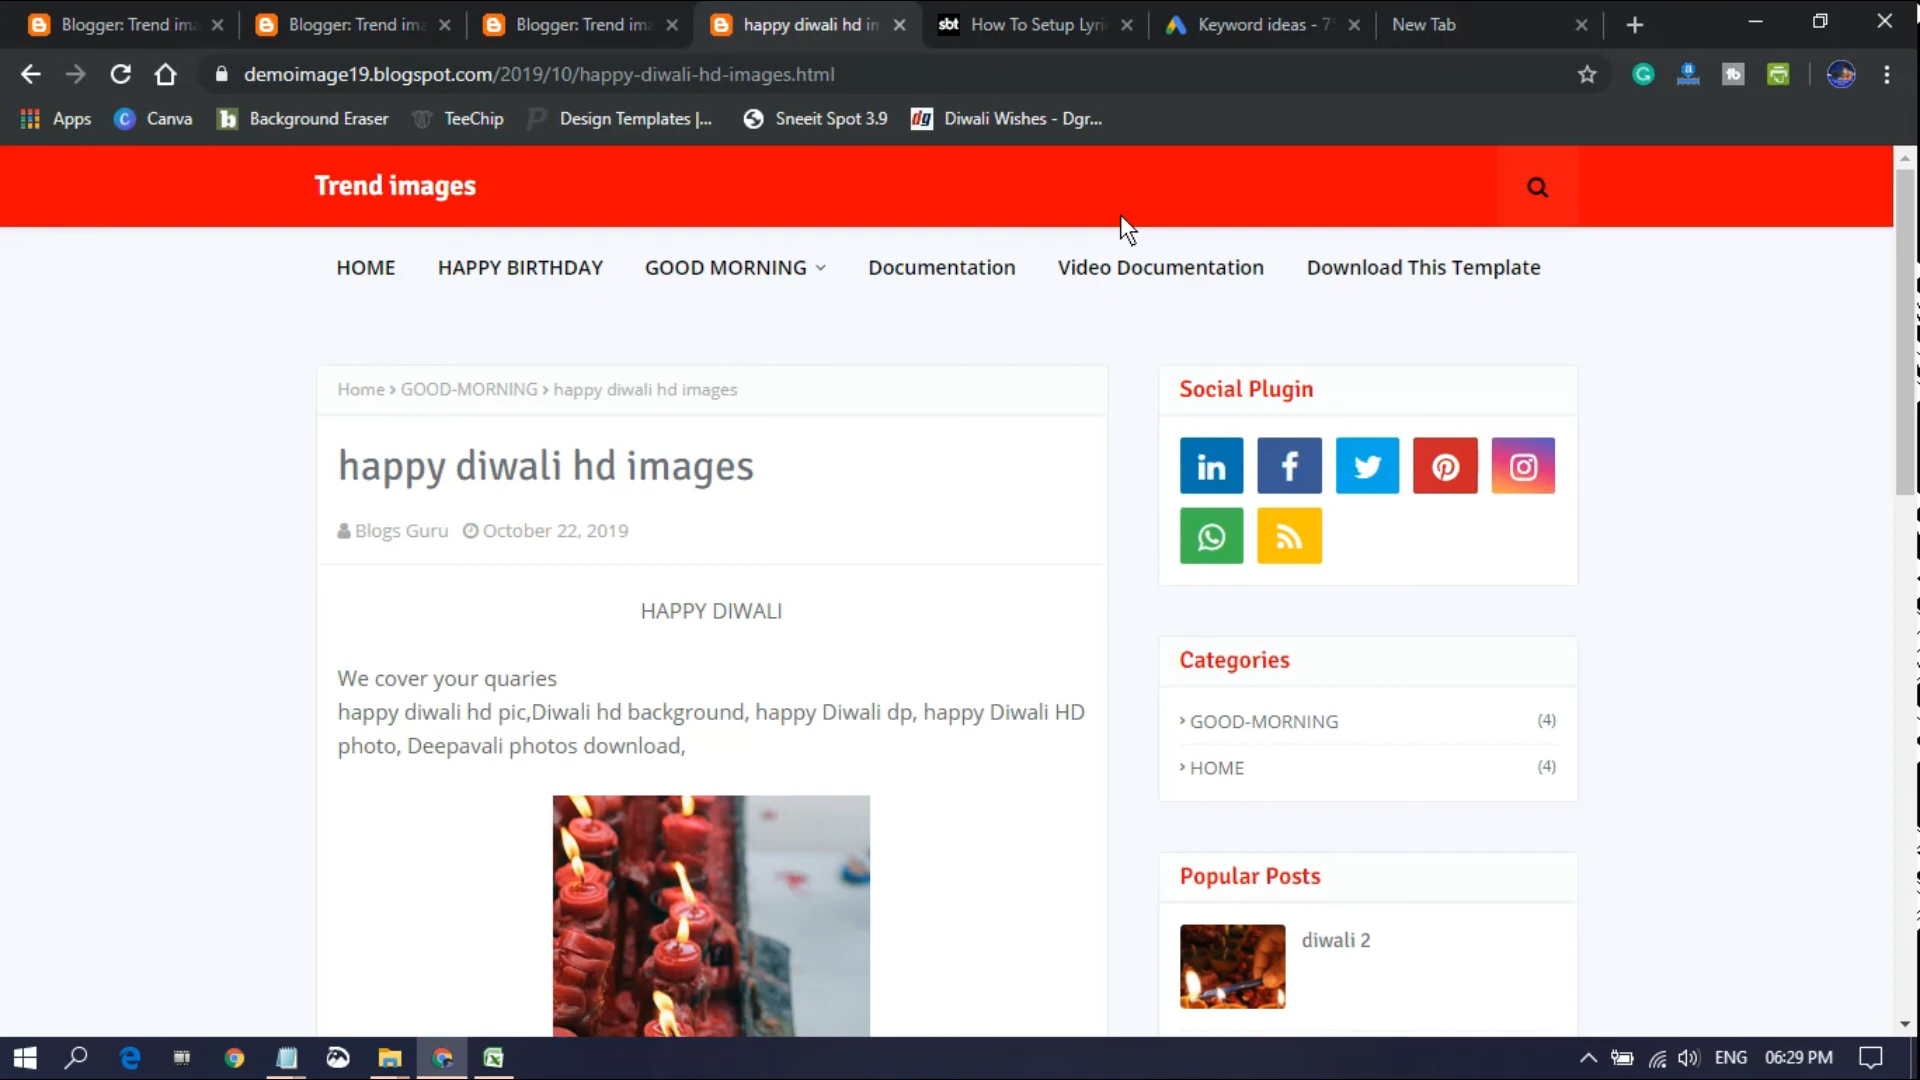 Blogger: Trend ima
Blogger: Trend ima
Blogger: Trend ima
happy diwali hd im
sbt How To Setup Lyri
Keyword ideas - 7
New Tab
demoimage19.blogspot.com/2019/10/happy-diwali-hd-images.html
Apps
Canva
Background Eraser
TeeChip
Design Templates |...
Sneeit Spot 3.9
dg Diwali Wishes - Dgr...
Trend images
HOME
HAPPY BIRTHDAY
GOOD MORNING
Documentation
Video Documentation
Download This Template
Home › GOOD-MORNING › happy diwali hd images
happy diwali hd images
Blogs Guru October 22, 2019
HAPPY DIWALI
We cover your quaries
happy diwali hd pic,Diwali hd background, happy Diwali dp, happy Diwali HD
photo, Deepavali photos download,
Social Plugin
Categories
GOOD-MORNING (4)
HOME (4)
Popular Posts
diwali 2
ENG 06:29 PM